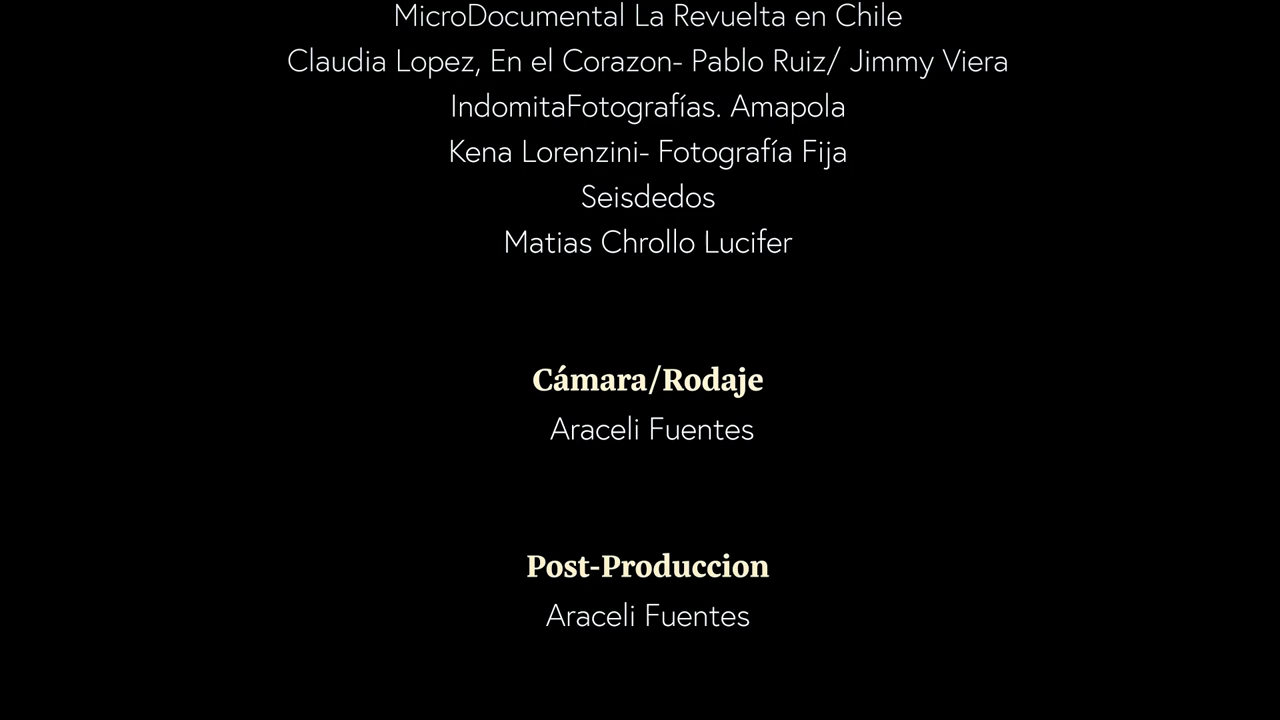 MicroDocumental La Revuelta en Chile
Claudia Lopez, En el Corazon- Pablo Ruiz/ Jimmy Viera
IndomitaFotografías. Amapola
Kena Lorenzini- Fotografía Fija
Seisdedos
Matias Chrollo Lucifer
Cámara/Rodaje
Araceli Fuentes
Post-Produccion
Araceli Fuentes